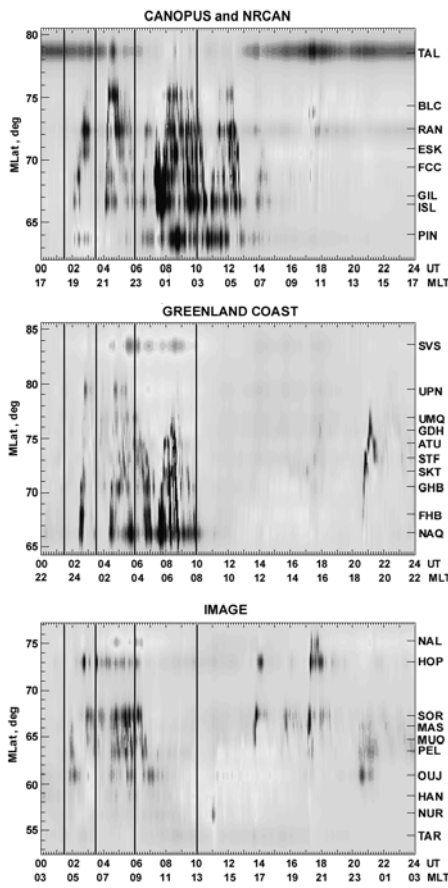 CANOPUS and NRCAN
MLat, deg
80
75
70
65
TAL
BLC
RAN
ESK
FCC
GIL
ISL
PIN
00 02 04 06 08 10 12 14 16 18 20 22 24 UT
17 19 21 23 01 03 05 07 09 11 13 15 17 MLT
GREENLAND COAST
MLat, deg
85
80
75
70
65
SVS
UPN
UMQ
GDH
ATU
STF
SKT
GHB
FHB
NAQ
00 02 04 06 08 10 12 14 16 18 20 22 24 UT
22 24 02 04 06 08 10 12 14 16 18 20 22 MLT
IMAGE
MLat, deg
75
70
65
60
55
NAL
HOP
SOR
MAS
MUO
PEL
OUJ
HAN
NUR
TAR
00 02 04 06 08 10 12 14 16 18 20 22 24 UT
03 05 07 09 11 13 15 17 19 21 23 01 03 MLT